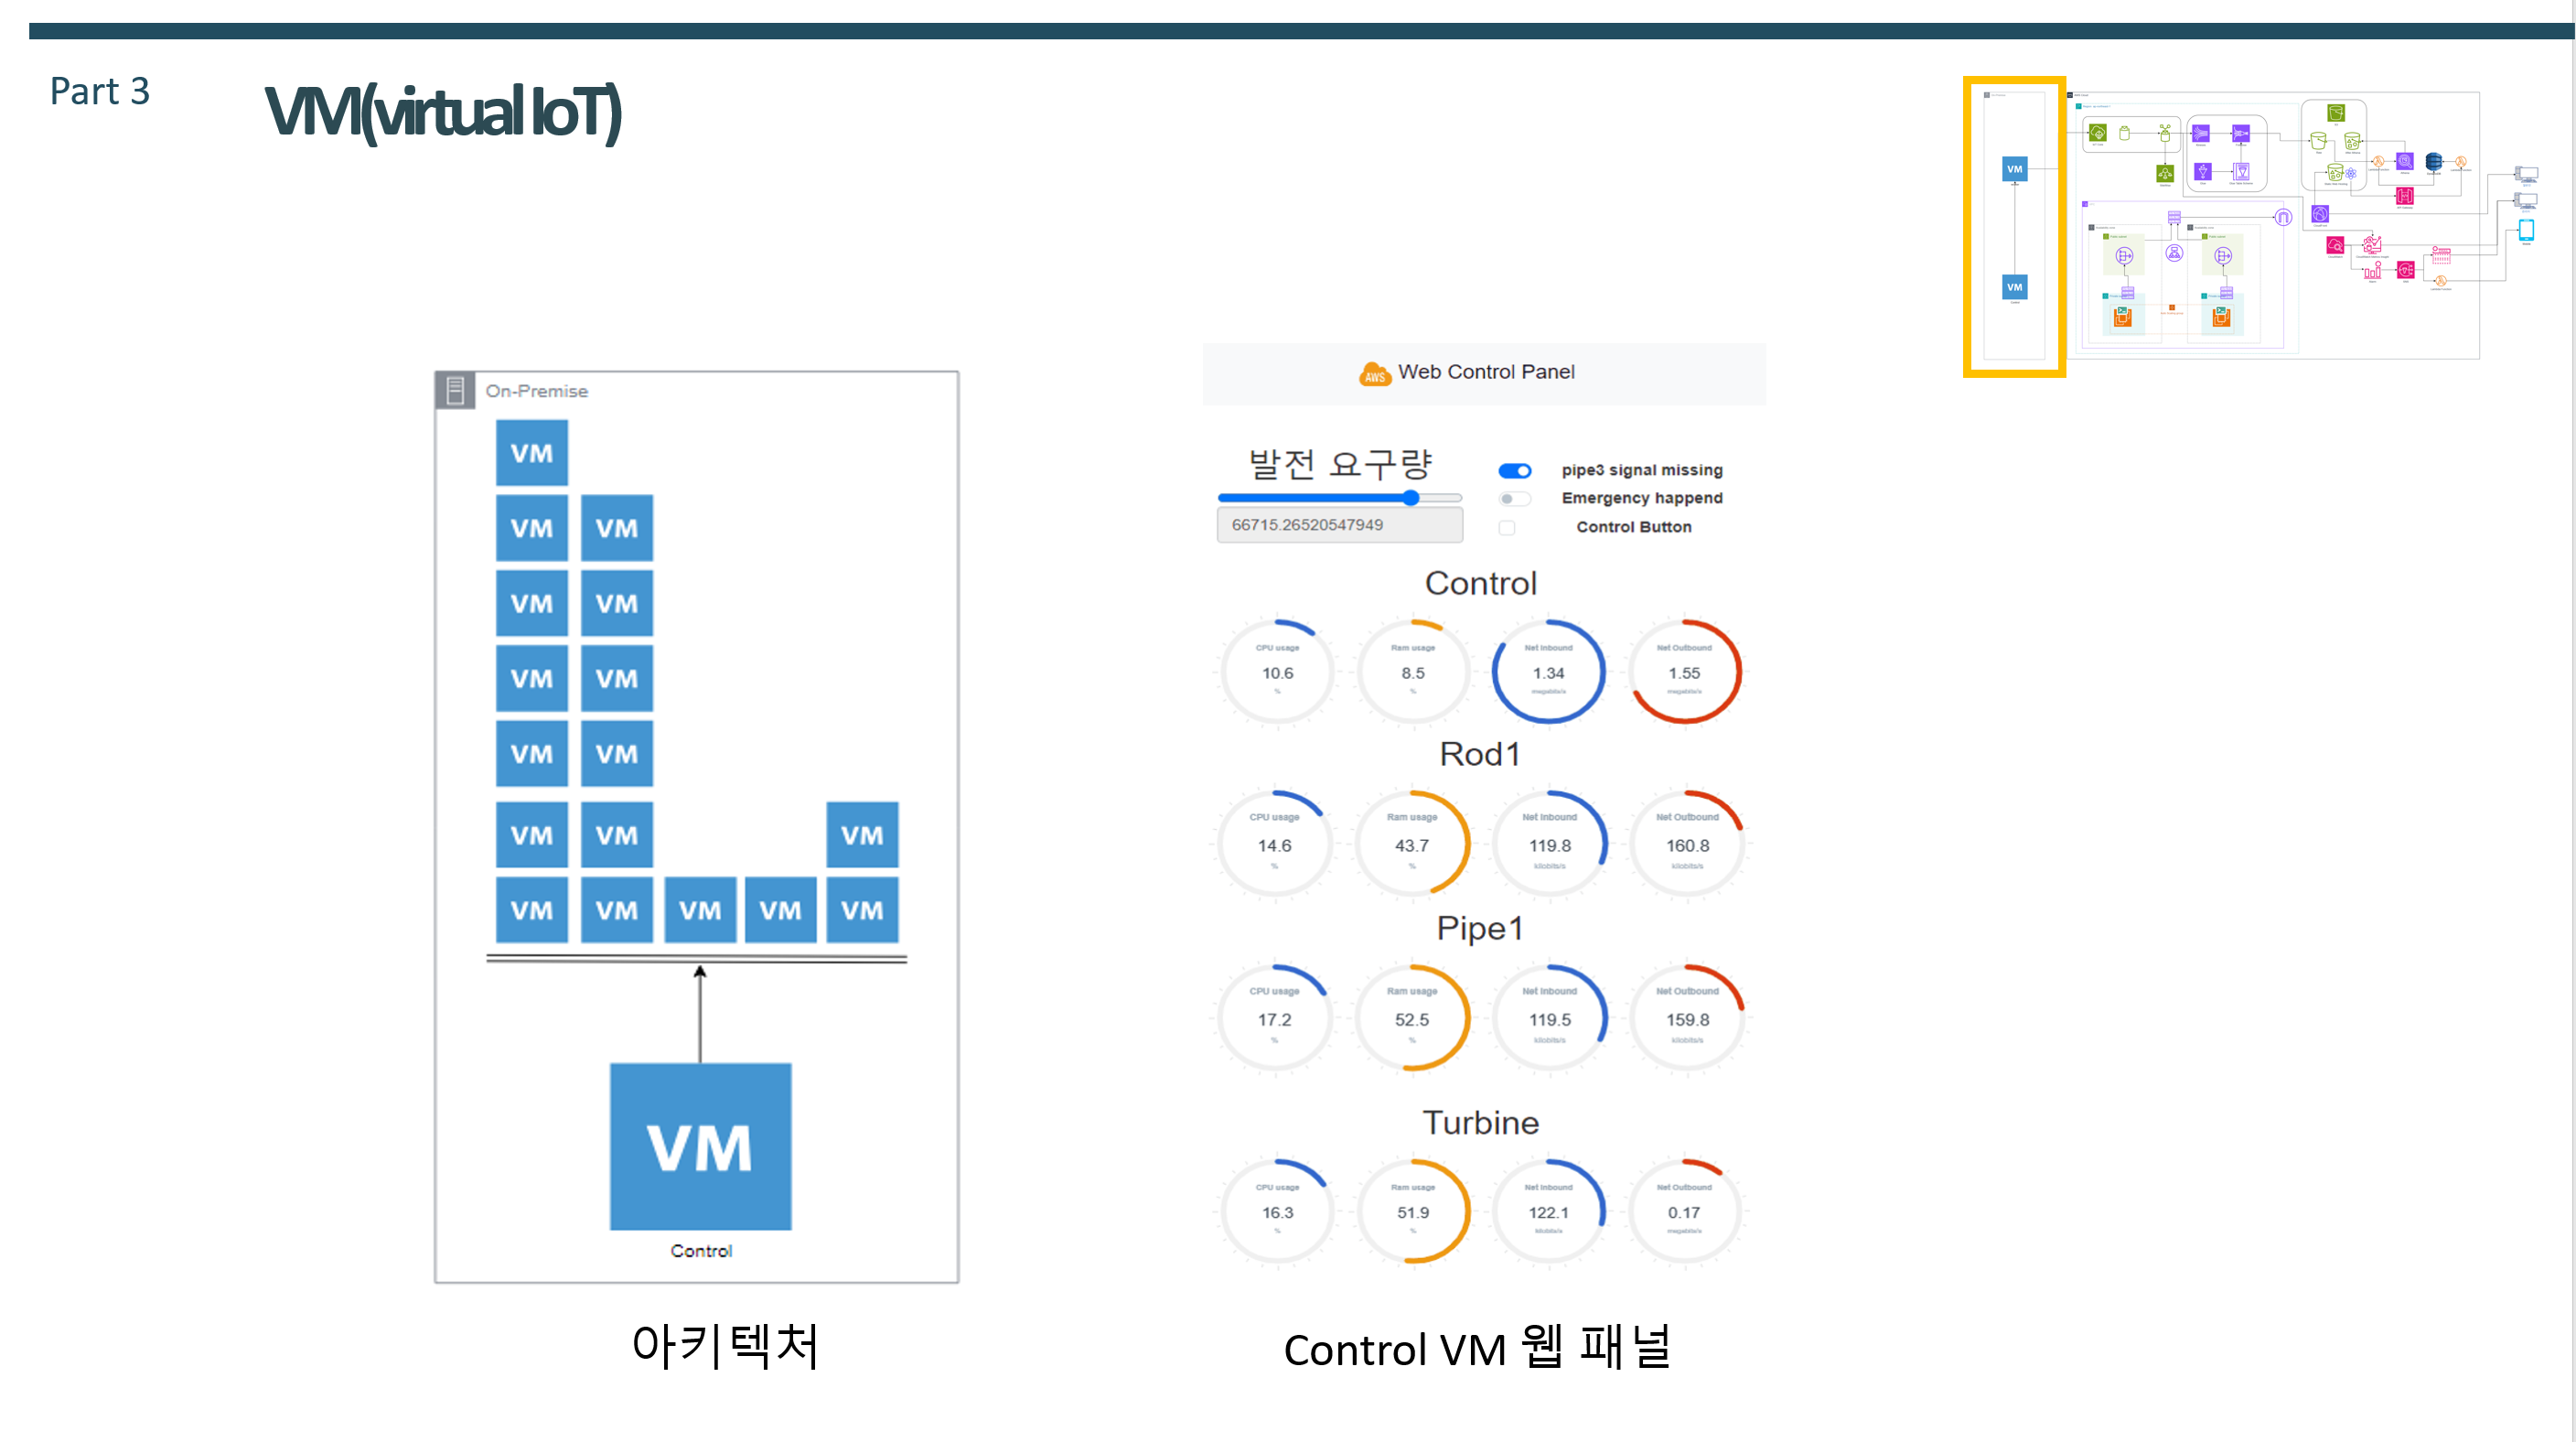 Part 3
VM(virtual IoT)
VM
VM
On-Premise
VM
VM VM
VM VM
VM VM
VM VM
VM VM VM
VM VM VM VM VM
VM
Control
아키텍처
AWS Web Control Panel
발전 요구량
66715.26520547949
pipe3 signal missing
Emergency happend
Control Button
Control
CPU usage 10.6 %
Ram usage 8.5 %
Net Inbound 1.34 megabits/s
Net Outbound 1.55 megabits/s
Rod1
CPU usage 14.6 %
Ram usage 43.7 %
Net Inbound 119.8 kilobits/s
Net Outbound 160.8 kilobits/s
Pipe1
CPU usage 17.2 %
Ram usage 52.5 %
Net Inbound 119.5 kilobits/s
Net Outbound 159.8 kilobits/s
Turbine
CPU usage 16.3 %
Ram usage 51.9 %
Net Inbound 122.1 kilobits/s
Net Outbound 0.17 megabits/s
Control VM 웹 패널